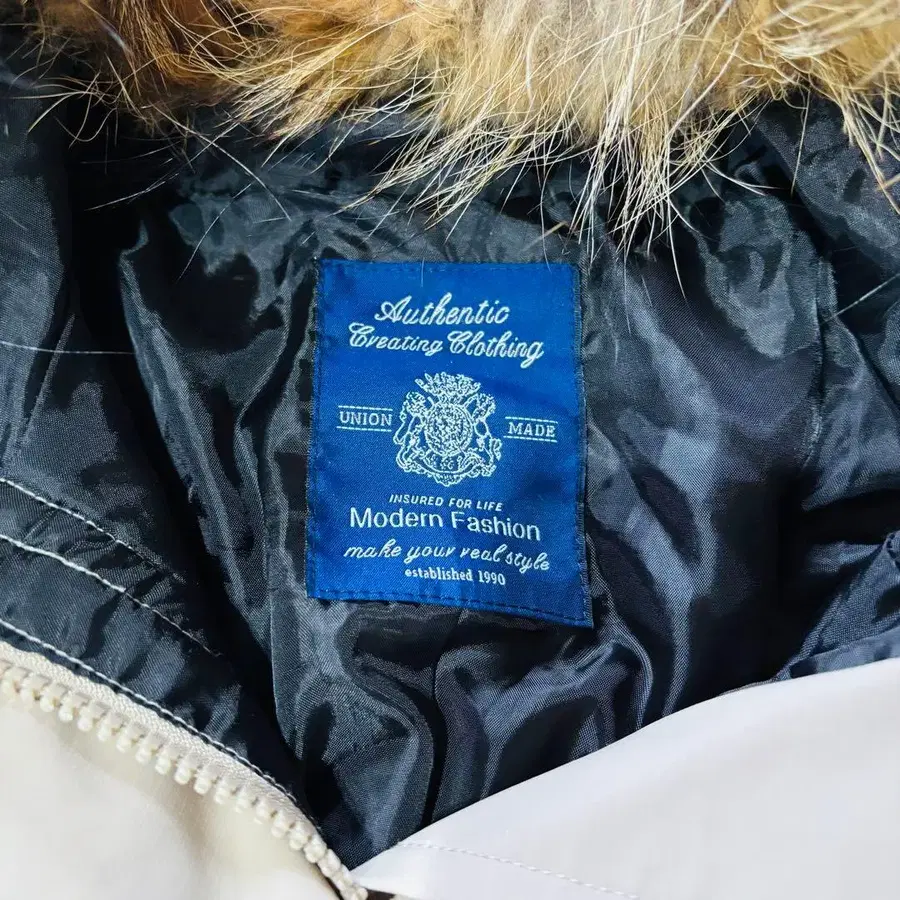 Authentic
Creating Clothing
UNION MADE
INSURED FOR LIFE
Modern Fashion
make your real style
established 1990